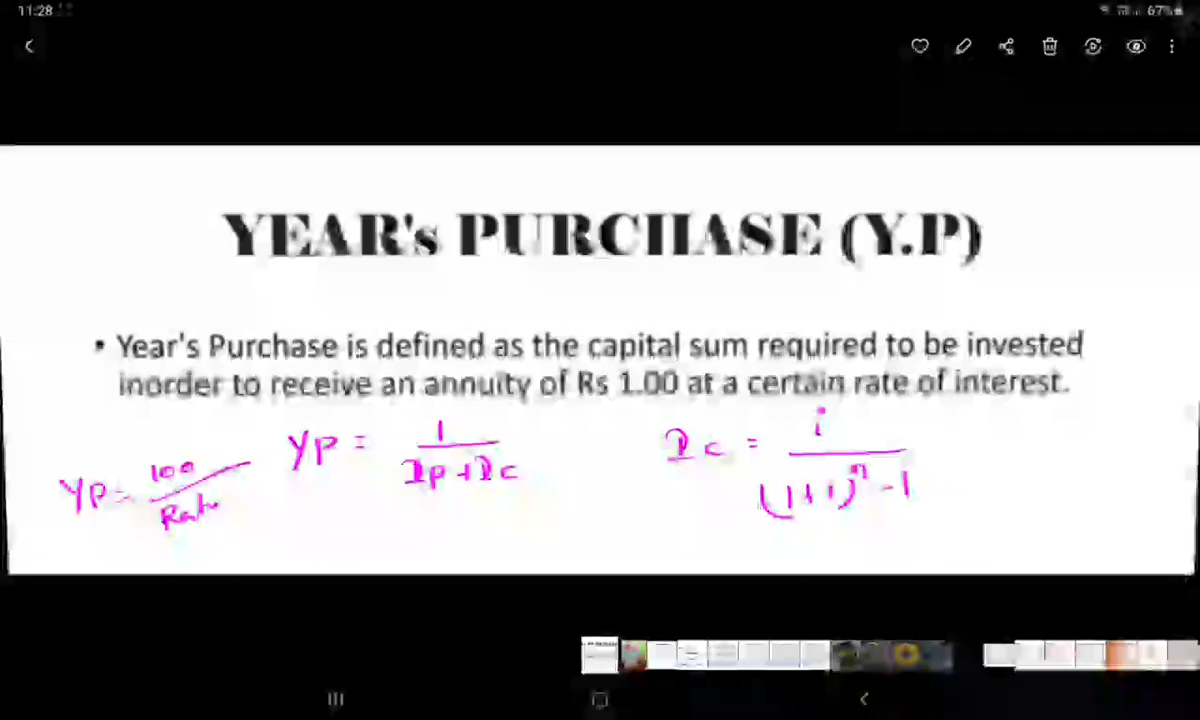 11:28
67%
YEAR's PURCHASE (Y.P)
• Year's Purchase is defined as the capital sum required to be invested
inorder to receive an annuity of Rs 1.00 at a certain rate of interest.
YP = 100 / Rate
YP = 1 / Ip + Ic
Ic = i / (1+i)^n - 1